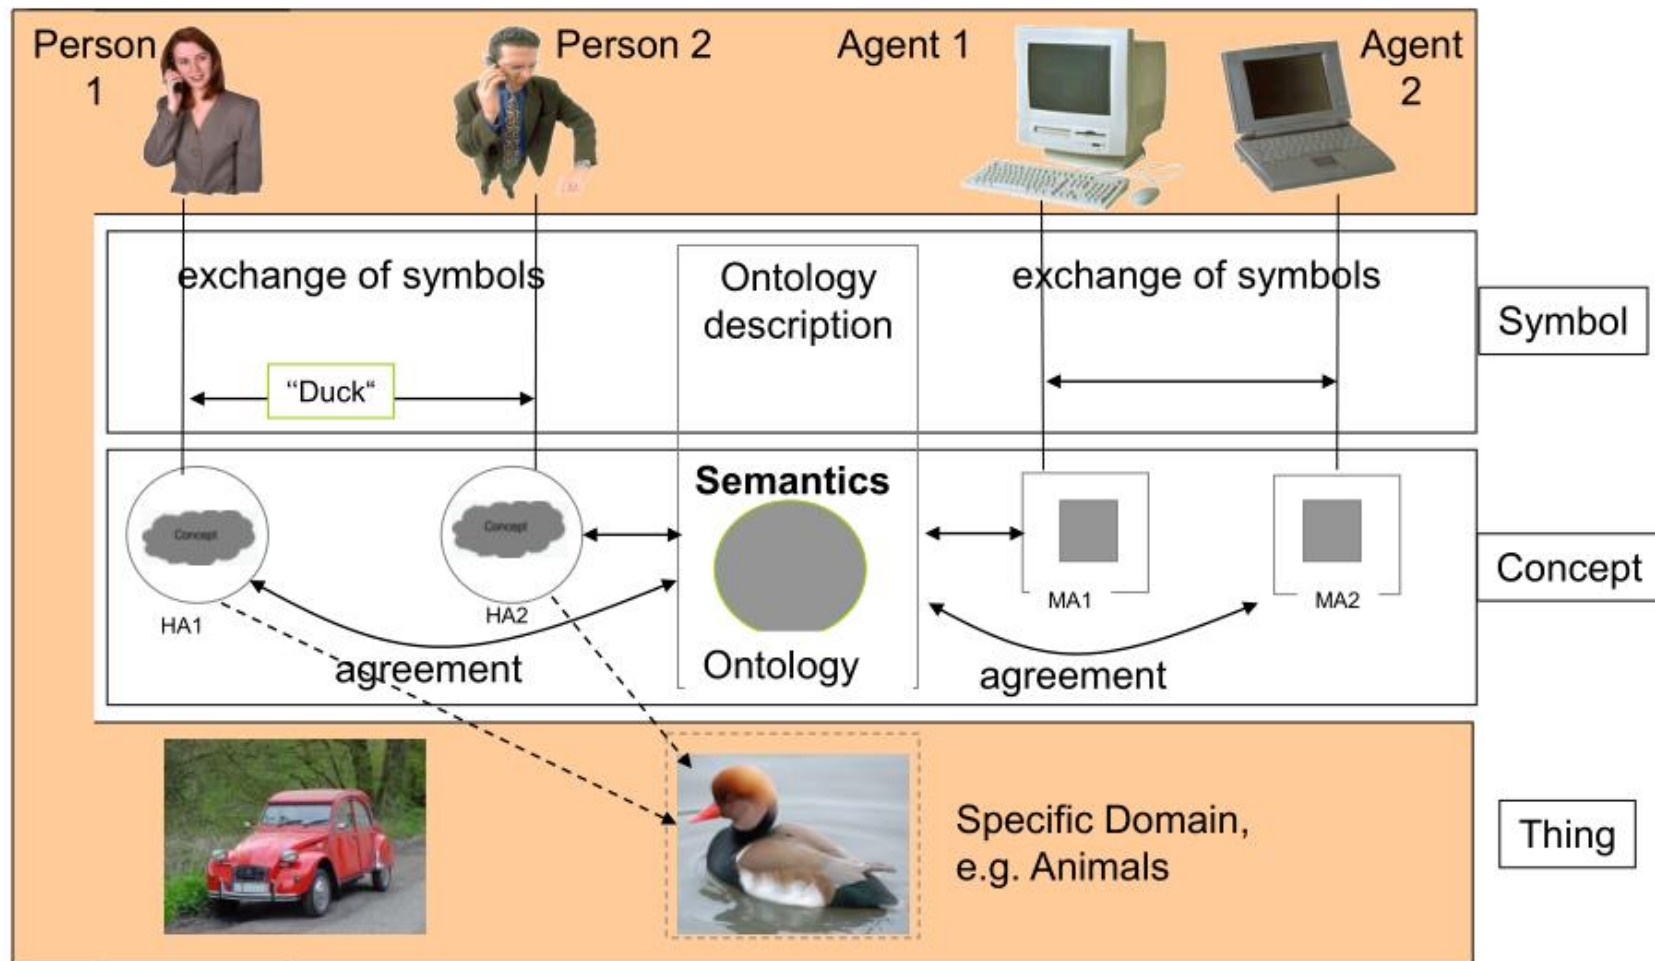 Person
1
Person 2
Agent 1
Agent
2
exchange of symbols
Ontology
description
exchange of symbols
Symbol
“Duck“
Semantics
Concept
Concept
Concept
HA1
HA2
MA1
MA2
agreement
Ontology
agreement
Specific Domain,
e.g. Animals
Thing